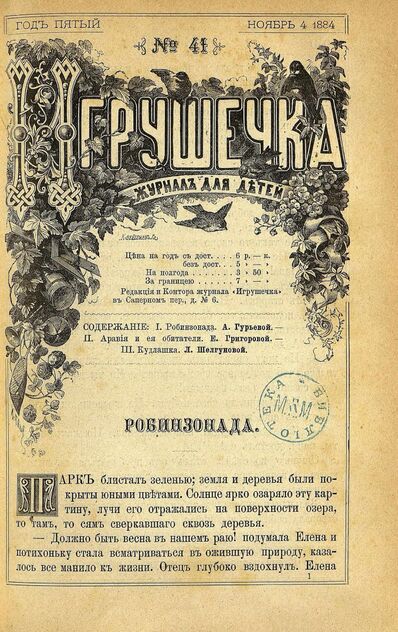 ГОДЪ ПЯТЫЙ
НОЯБРЬ 4 1884
№ 41
ИГРУШЕЧКА
ЖУРНАЛЪ ДЛЯ ДѢТЕЙ
Цѣна на годъ съ дост. . . . 6 р. — к.
безъ дост. . . 5 » — »
На полгода . . . . . . 3 » 50 »
За границею . . . . . 7 » — »
Редакція и Контора журнала «Игрушечка»
въ Саперномъ пер., д. № 6.
СОДЕРЖАНІЕ: I. Робинзонада. А. Гурьевой. —
II. Аравія и ея обитатели. Е. Григоровой. —
III. Кудлашка. Л. Шелгуновой.
БИБЛІОТЕКА
РОБИНЗОНАДА.
ПАРКЪ блисталъ зеленью; земля и деревья были по-
крыты юными цвѣтами. Солнце ярко озаряло эту кар-
тину, лучи его отражались на поверхности озера,
то тамъ, то сямъ сверкавшаго сквозь деревья.
— Должно быть весна въ нашемъ раю! подумала Елена и
потихоньку стала всматриваться въ ожившую природу, каза-
лось все манило къ жизни. Отецъ глубоко вздохнулъ. Елена
1